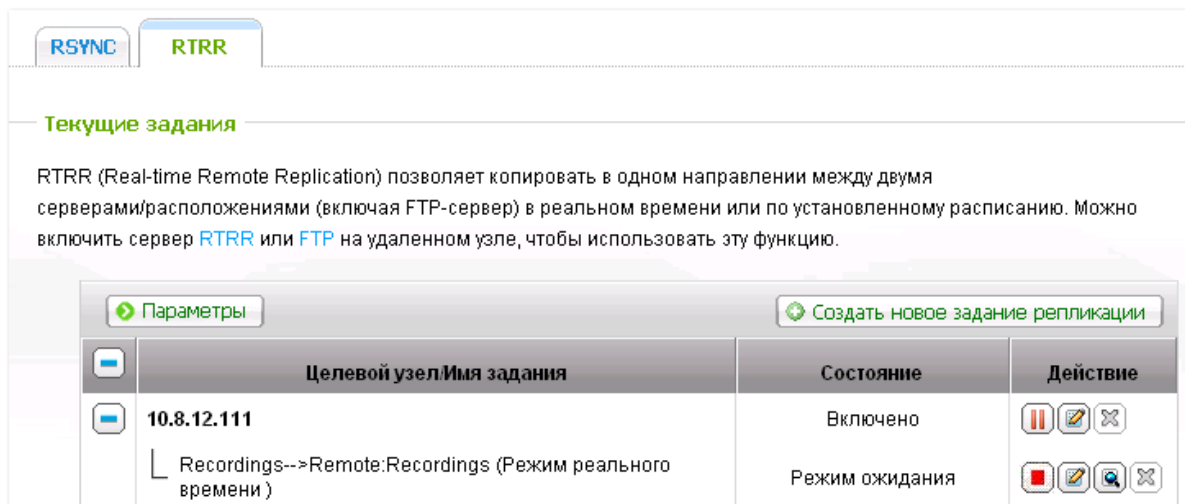 RSYNC RTRR
Текущие задания
RTRR (Real-time Remote Replication) позволяет копировать в одном направлении между двумя
серверами/расположениями (включая FTP-сервер) в реальном времени или по установленному расписанию. Можно
включить сервер RTRR или FTP на удаленном узле, чтобы использовать эту функцию.
Параметры Создать новое задание репликации
Целевой узел/Имя задания Состояние Действие
10.8.12.111 Включено
Recordings-->Remote:Recordings (Режим реального
времени) Режим ожидания